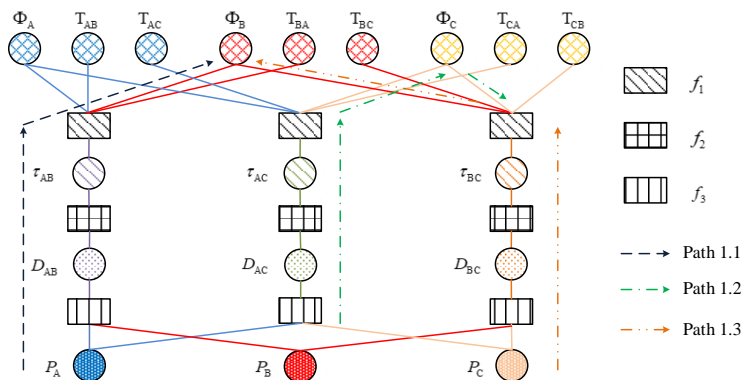 Φ_A T_AB T_AC Φ_B T_BA T_BC Φ_C T_CA T_CB
f_1
τ_AB τ_AC τ_BC
f_2
f_3
D_AB D_AC D_BC
Path 1.1
Path 1.2
Path 1.3
P_A P_B P_C